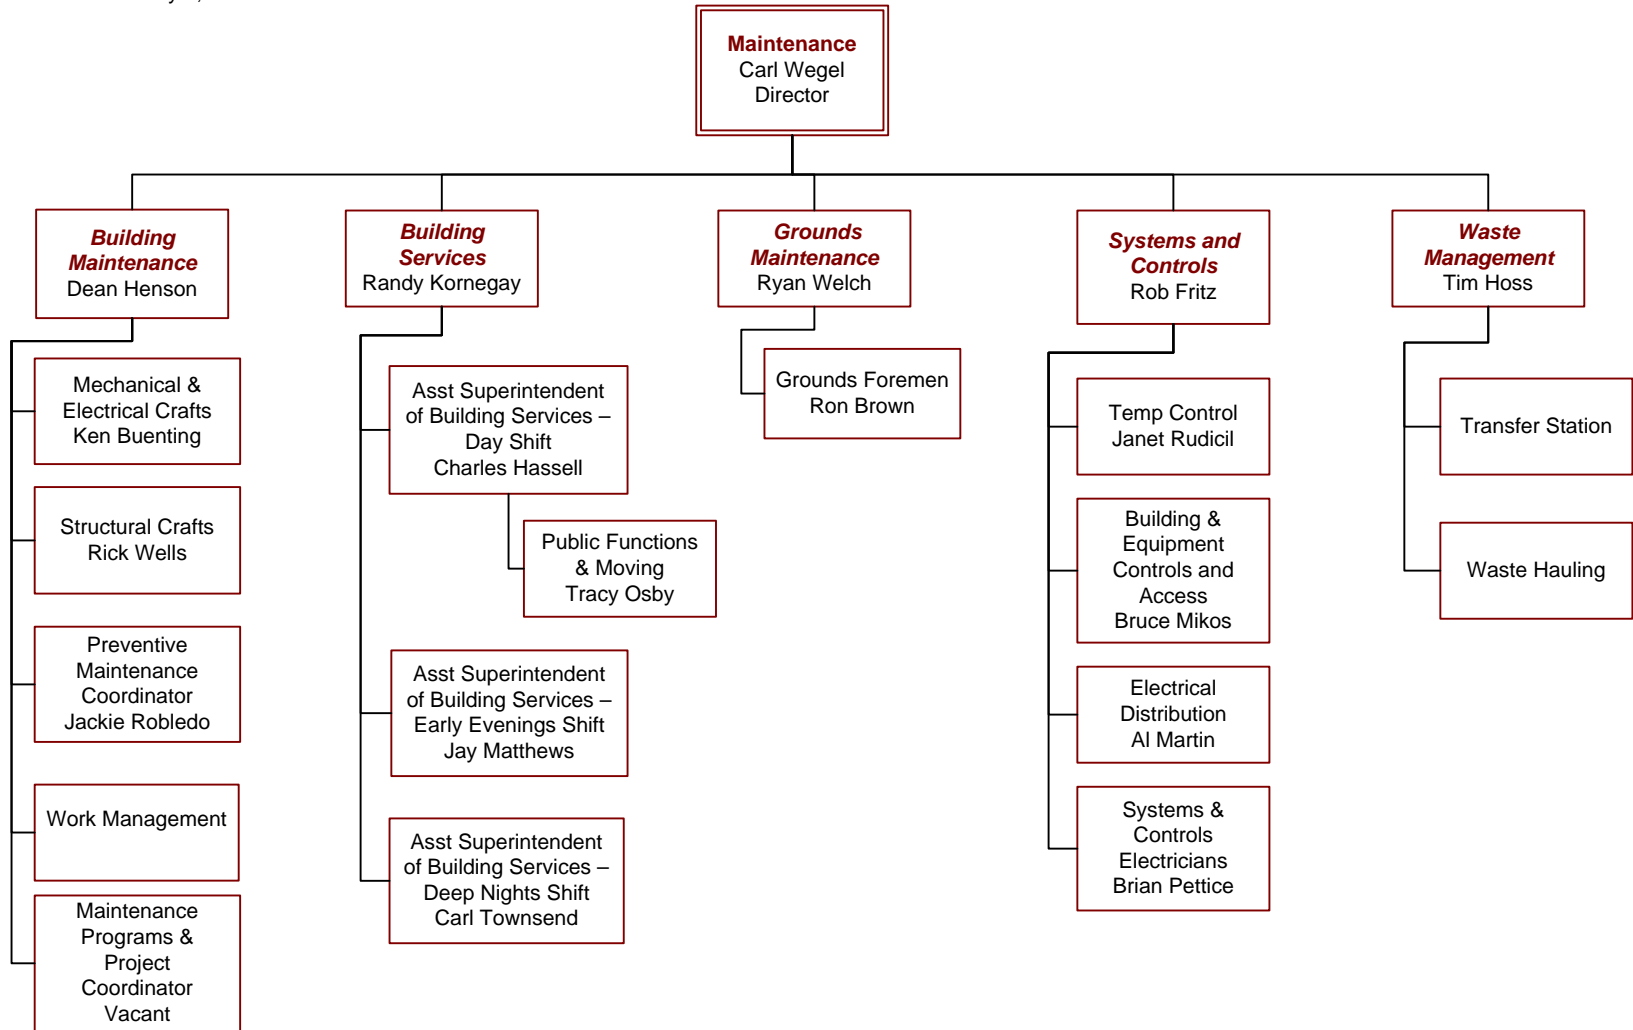 Maintenance
Carl Wegel
Director
Building
Maintenance
Dean Henson
Building
Services
Randy Kornegay
Grounds
Maintenance
Ryan Welch
Systems and
Controls
Rob Fritz
Waste
Management
Tim Hoss
Mechanical &
Electrical Crafts
Ken Buenting
Structural Crafts
Rick Wells
Preventive
Maintenance
Coordinator
Jackie Robledo
Work Management
Maintenance
Programs &
Project
Coordinator
Vacant
Asst Superintendent
of Building Services –
Day Shift
Charles Hassell
Public Functions
& Moving
Tracy Osby
Asst Superintendent
of Building Services –
Early Evenings Shift
Jay Matthews
Asst Superintendent
of Building Services –
Deep Nights Shift
Carl Townsend
Grounds Foremen
Ron Brown
Temp Control
Janet Rudicil
Building &
Equipment
Controls and
Access
Bruce Mikos
Electrical
Distribution
Al Martin
Systems &
Controls
Electricians
Brian Pettice
Transfer Station
Waste Hauling